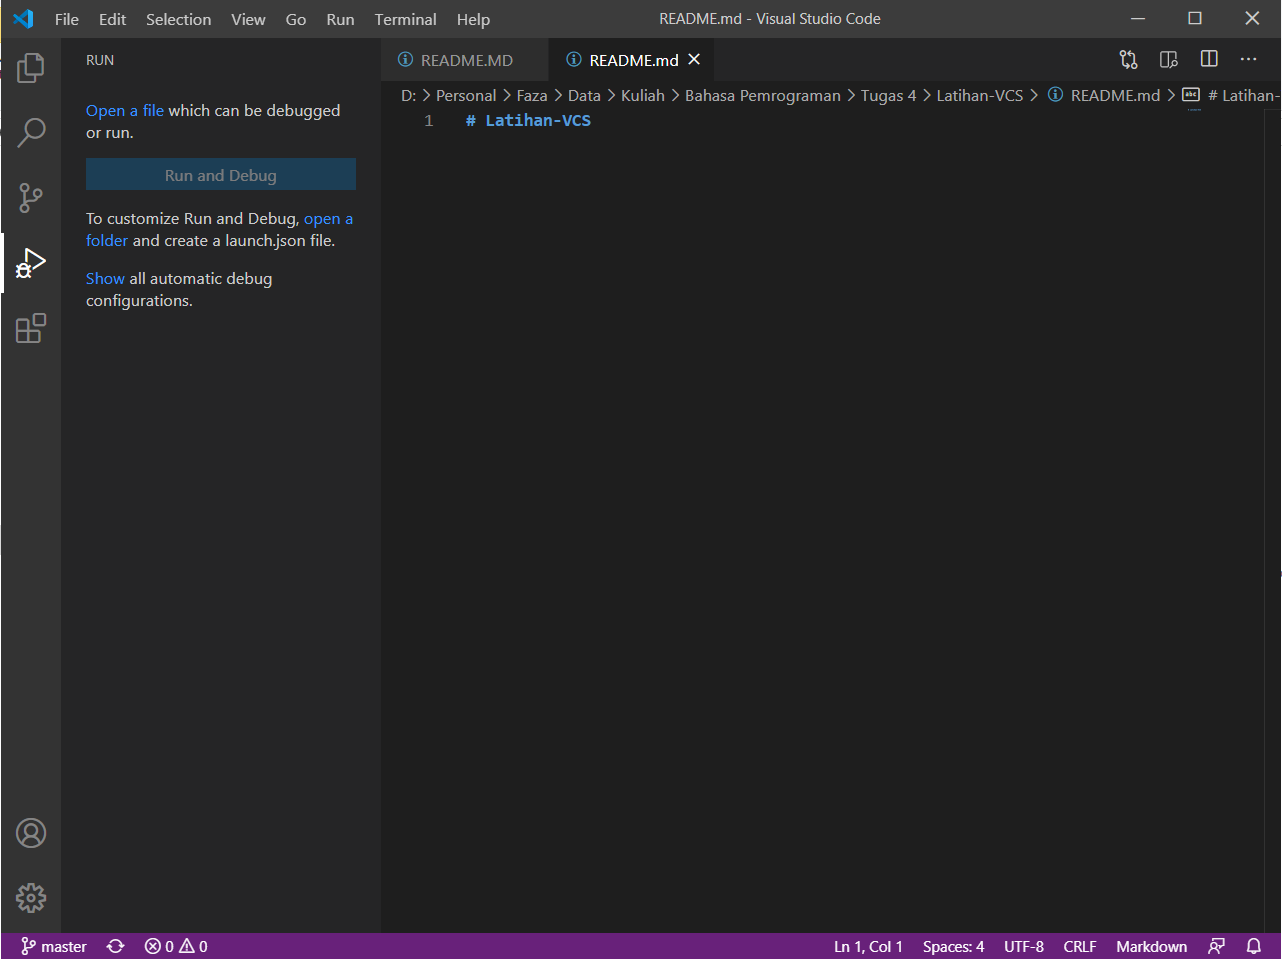 File Edit Selection View Go Run Terminal Help README.md - Visual Studio Code
RUN
Open a file which can be debugged
or run.
Run and Debug
To customize Run and Debug, open a
folder and create a launch.json file.
Show all automatic debug
configurations.
README.MD README.md
D: > Personal > Faza > Data > Kuliah > Bahasa Pemrograman > Tugas 4 > Latihan-VCS > README.md > # Latihan-
1 # Latihan-VCS
master 0 0 Ln 1, Col 1 Spaces: 4 UTF-8 CRLF Markdown